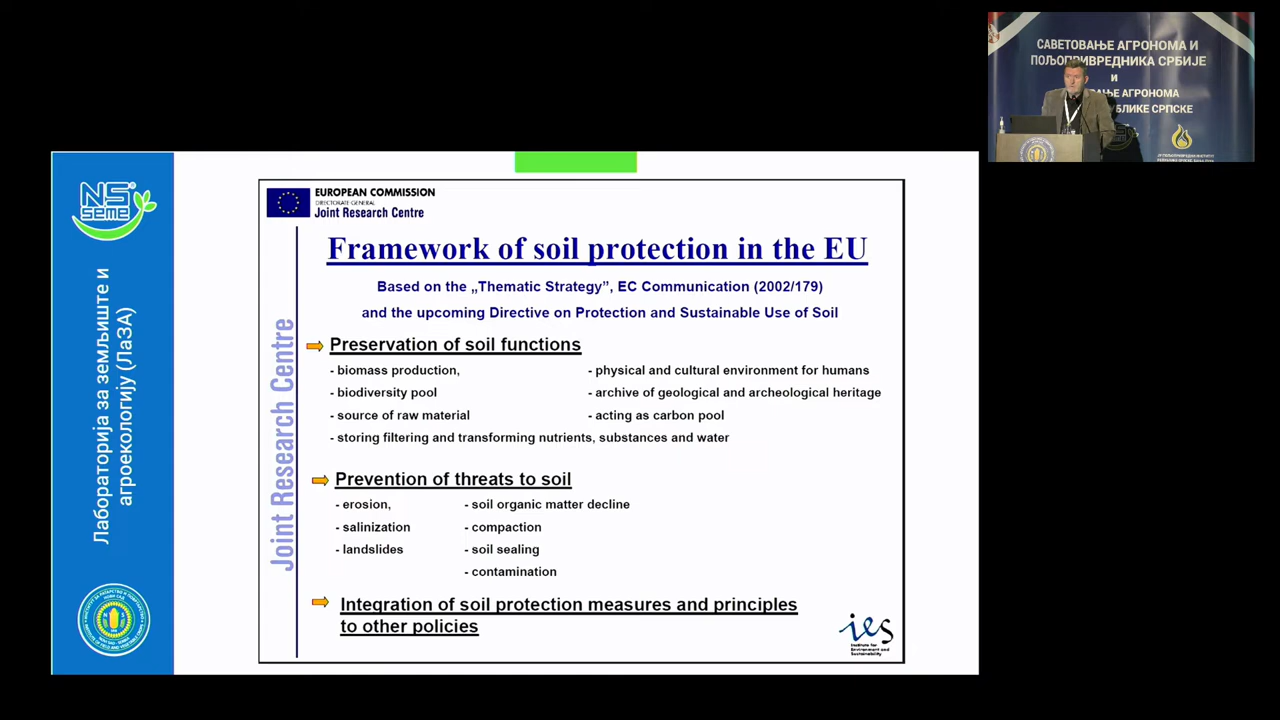 САВЕТОВАЊЕ АГРОНОМА И
ПОЉОПРИВРЕДНИКА СРБИЈЕ
И
АЊЕ АГРОНОМА
БЛИКЕ СРПСКЕ
NS®
seme
Лабораторија за земљиште и
агроекологију (ЛаЗА)
EUROPEAN COMMISSION
DIRECTORATE GENERAL
Joint Research Centre
Joint Research Centre
Framework of soil protection in the EU
Based on the „Thematic Strategy”, EC Communication (2002/179)
and the upcoming Directive on Protection and Sustainable Use of Soil
Preservation of soil functions
- biomass production,
- physical and cultural environment for humans
- biodiversity pool
- archive of geological and archeological heritage
- source of raw material
- acting as carbon pool
- storing filtering and transforming nutrients, substances and water
Prevention of threats to soil
- erosion,
- soil organic matter decline
- salinization
- compaction
- landslides
- soil sealing
- contamination
Integration of soil protection measures and principles
to other policies
ies
Institute for
Environment and
Sustainability